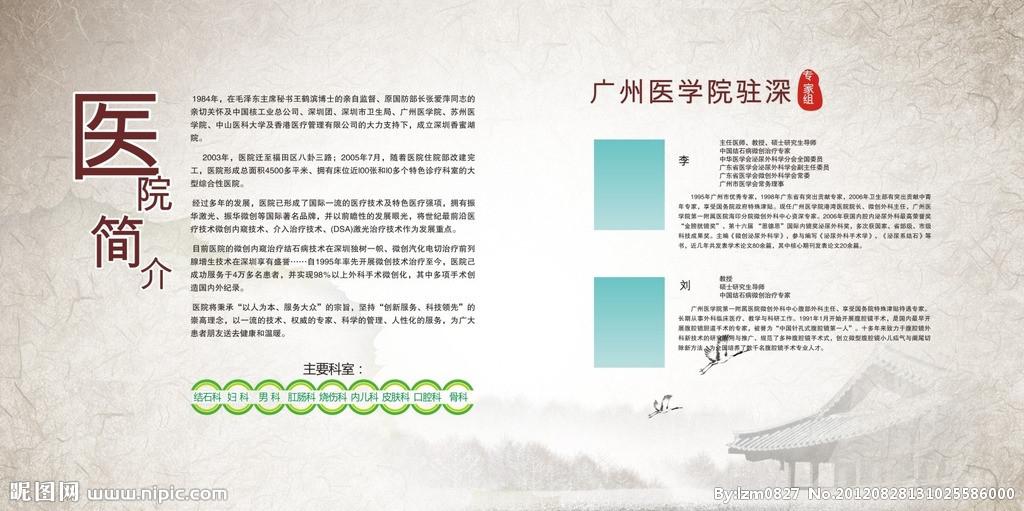 医院简介
1984年，在毛泽东主席秘书王鹤滨博士的亲自监督、原国防部长张爱萍同志的
亲切关怀及中国核工业总公司、深圳团、深圳市卫生局、广州医学院、苏州医
学院、中山医科大学及香港医疗管理有限公司的大力支持下，成立深圳香蜜湖
院。
2003年，医院迁至福田区八卦三路；2005年7月，随着医院住院部改建完
工，医院形成总面积4500多平米、拥有床位近l00张和l0多个特色诊疗科室的大
型综合性医院。
经过多年的发展，医院已形成了国际一流的医疗技术及特色医疗强项，拥有振
华激光、振华微创等国际著名品牌，并以前瞻性的发展眼光，将世纪最前沿医
疗技术微创内窥技术、介入治疗技术、(DSA)激光治疗技术作为发展重点。
目前医院的微创内窥治疗结石病技术在深圳独树一帜、微创汽化电切治疗前列
腺增生技术在深圳享有盛誉……自1995年率先开展微创技术治疗至今，医院己
成功服务于4万多名患者，并实现98%以上外科手术微创化，其中多项手术创
造国内外纪录。
医院将秉承“以人为本、服务大众”的宗旨，坚持“创新服务、科技领先”的
崇高理念，以一流的技术、权威的专家、科学的管理、人性化的服务，为广大
患者朋友送去健康和温暖。
主要科室：
结石科 妇科 男科 肛肠科 烧伤科 内儿科 皮肤科 口腔科 骨科
广州医学院驻深
专家组
李
主任医师、教授、硕士研究生导师
中国结石病微创治疗专家
中华医学会泌尿外科学分会全国委员
广东省医学会泌尿外科学会副主任委员
广东省医学会微创外科学会常委
广州市医学会常务理事
1995年广州市优秀专家，1998年广东省有突出贡献专家，2006年卫生部有突出贡献中青
年专家，享受国务院政府特殊津贴。现任广州医学院港湾医院院长、微创外科主任，广州医
学院第一附属医院海印分院微创外科中心资深专家。2006年获国内腔内泌尿外科最高荣誉奖
“金膀胱镜奖”、第十六届“恩德思”国际内镜奖泌尿外科奖，多次获国家、省部级、市级
科技成果奖。主编《微创泌尿外科学》，参与编写《泌尿外科手术学》、《泌尿系结石》等
书，近几年共发表学术论文80余篇，其中核心期刊发表论文20余篇。
刘
教授
硕士研究生导师
中国结石病微创治疗专家
广州医学院第一附属医院微创外科中心腹部外科主任、享受国务院特殊津贴待遇专家。
长期从事外科临床医疗、教学与科研工作。1991年1月开始开展腹腔镜手术，是国内最早开
展腹腔镜胆道手术的专家，被誉为“中国针孔式腹腔镜第一人”。十多年来致力于腹腔镜外
科新技术的研究应用与推广，规范了多种腹腔镜手术式，创立微型腹腔镜小儿疝气与阑尾切
除新方法，为全国培养了数千名腹腔镜手术专业人才。
昵图网 www.nipic.com
By:lzm0827 No.20120828131025586000